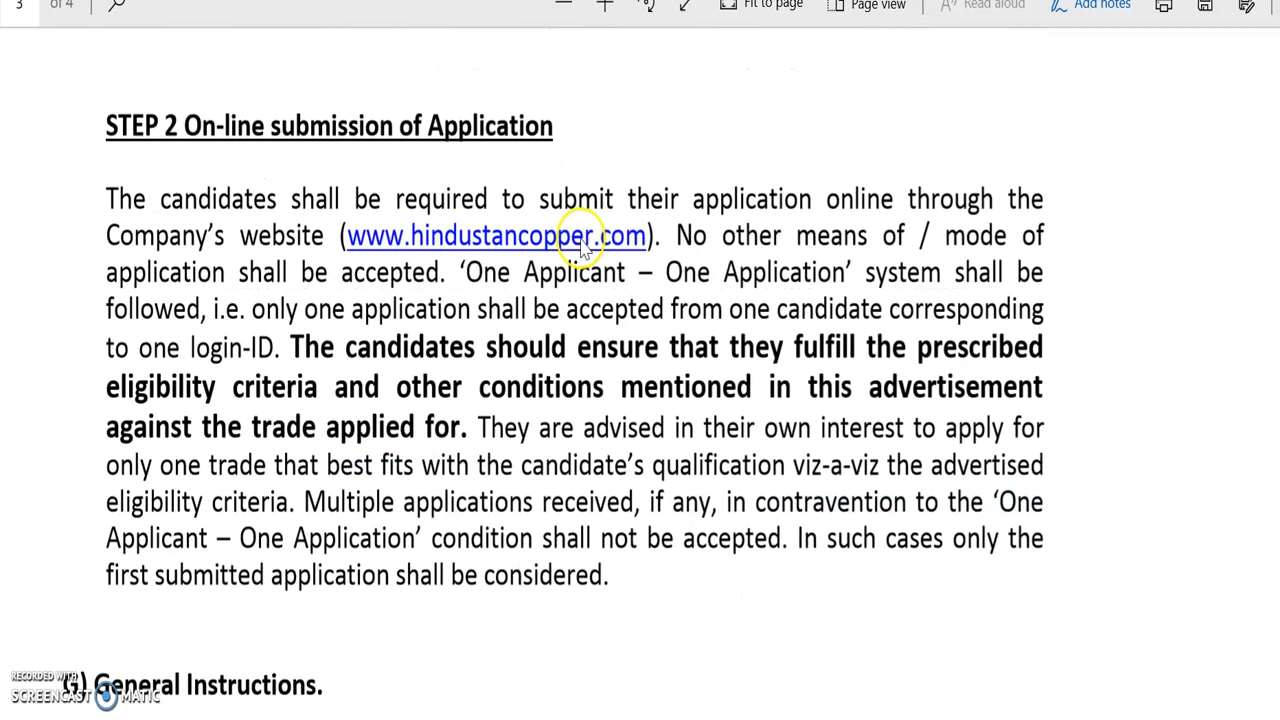 3 of 4 Fit to page Page view Read aloud Add notes
STEP 2 On-line submission of Application
The candidates shall be required to submit their application online through the
Company’s website (www.hindustancopper.com). No other means of / mode of
application shall be accepted. ‘One Applicant – One Application’ system shall be
followed, i.e. only one application shall be accepted from one candidate corresponding
to one login-ID. The candidates should ensure that they fulfill the prescribed
eligibility criteria and other conditions mentioned in this advertisement
against the trade applied for. They are advised in their own interest to apply for
only one trade that best fits with the candidate’s qualification viz-a-viz the advertised
eligibility criteria. Multiple applications received, if any, in contravention to the ‘One
Applicant – One Application’ condition shall not be accepted. In such cases only the
first submitted application shall be considered.
G) General Instructions.
RECORDED WITH
SCREENCAST MATIC